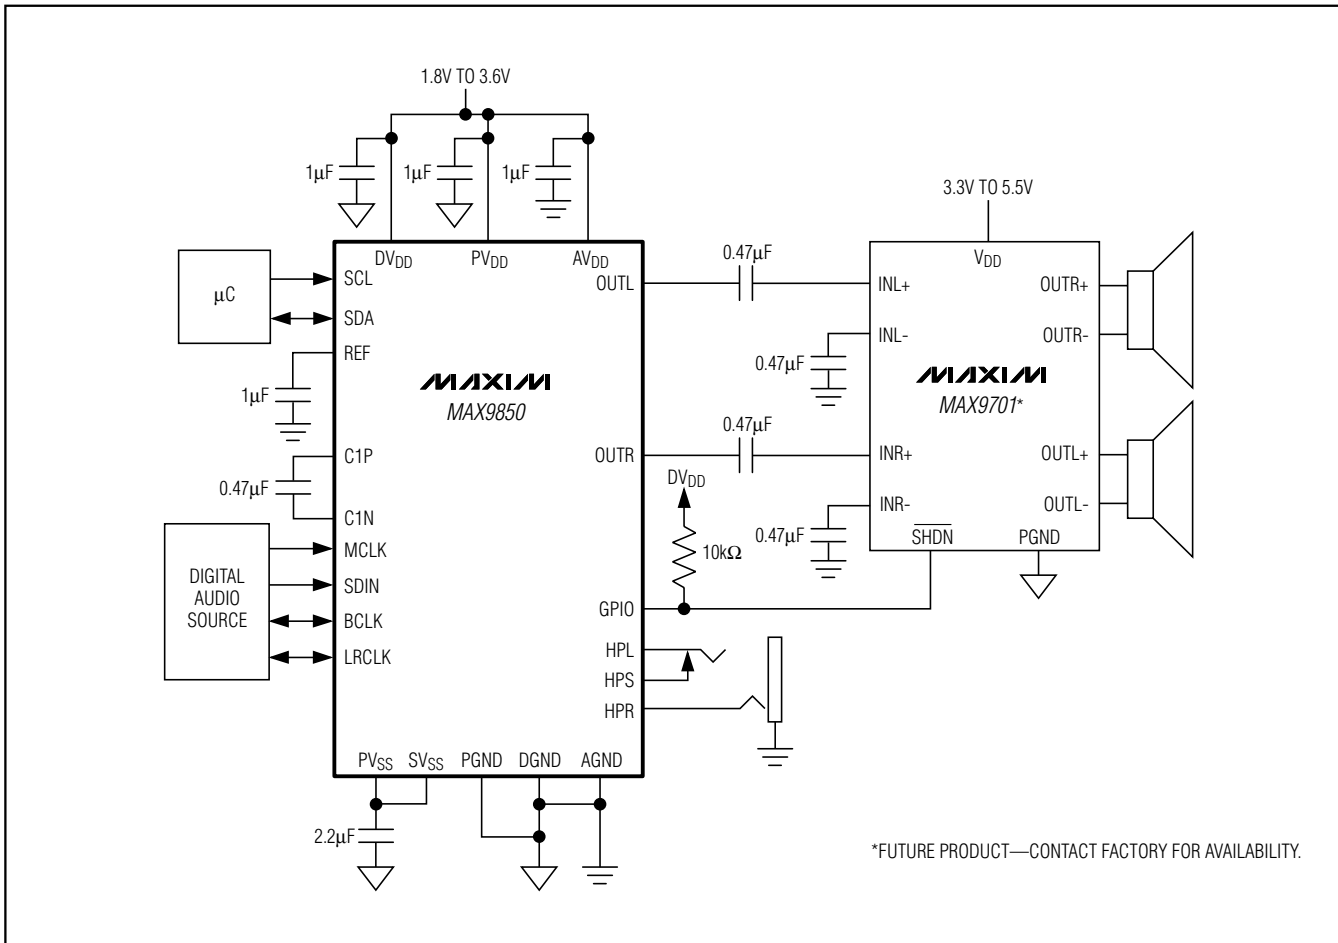 1.8V TO 3.6V
1µF
1µF
1µF
3.3V TO 5.5V
DVDD
PVDD
AVDD
VDD
µC
SCL
SDA
REF
1µF
C1P
0.47µF
C1N
DIGITAL
AUDIO
SOURCE
MCLK
SDIN
BCLK
LRCLK
MAXIM
MAX9850
OUTL
0.47µF
OUTR
0.47µF
DVDD
10kΩ
GPIO
HPL
HPS
HPR
INL+
INL-
0.47µF
INR+
INR-
0.47µF
MAXIM
MAX9701*
OUTR+
OUTR-
OUTL+
OUTL-
SHDN
PGND
PVSS
SVSS
PGND
DGND
AGND
2.2µF
*FUTURE PRODUCT—CONTACT FACTORY FOR AVAILABILITY.